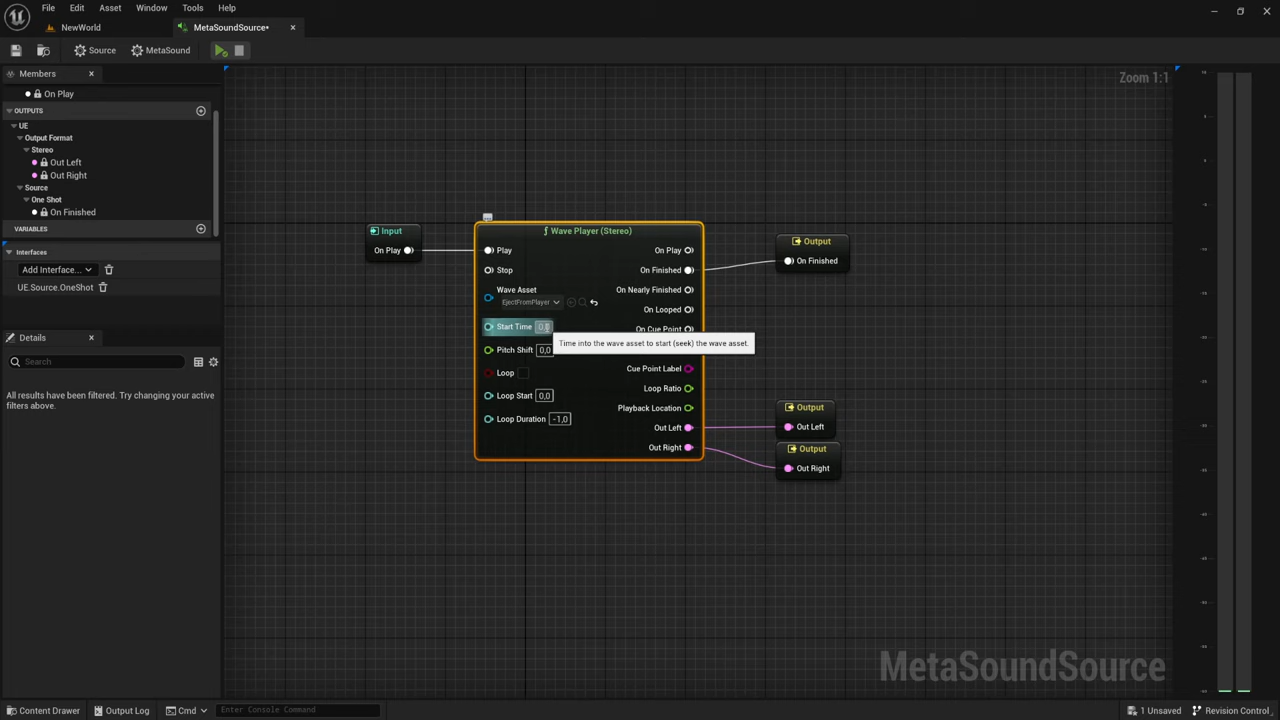 File Edit Asset Window Tools Help
NewWorld
MetaSoundSource*
Source MetaSound
Members
On Play
OUTPUTS
UE
Output Format
Stereo
Out Left
Out Right
Source
One Shot
On Finished
VARIABLES
Interfaces
Add Interface...
UE.Source.OneShot
Details
Search
All results have been filtered. Try changing your active
filters above.
Zoom 1:1
Input
On Play
Wave Player (Stereo)
Play
Stop
Wave Asset
EjectFromPlayer
Start Time 0,0
Pitch Shift 0,0
Loop
Loop Start 0,0
Loop Duration -1,0
On Play
On Finished
On Nearly Finished
On Looped
On Cue Point
Time into the wave asset to start (seek) the wave asset.
Cue Point Label
Loop Ratio
Playback Location
Out Left
Out Right
Output
On Finished
Output
Out Left
Output
Out Right
MetaSoundSource
Content Drawer Output Log Cmd Enter Console Command
1 Unsaved Revision Control